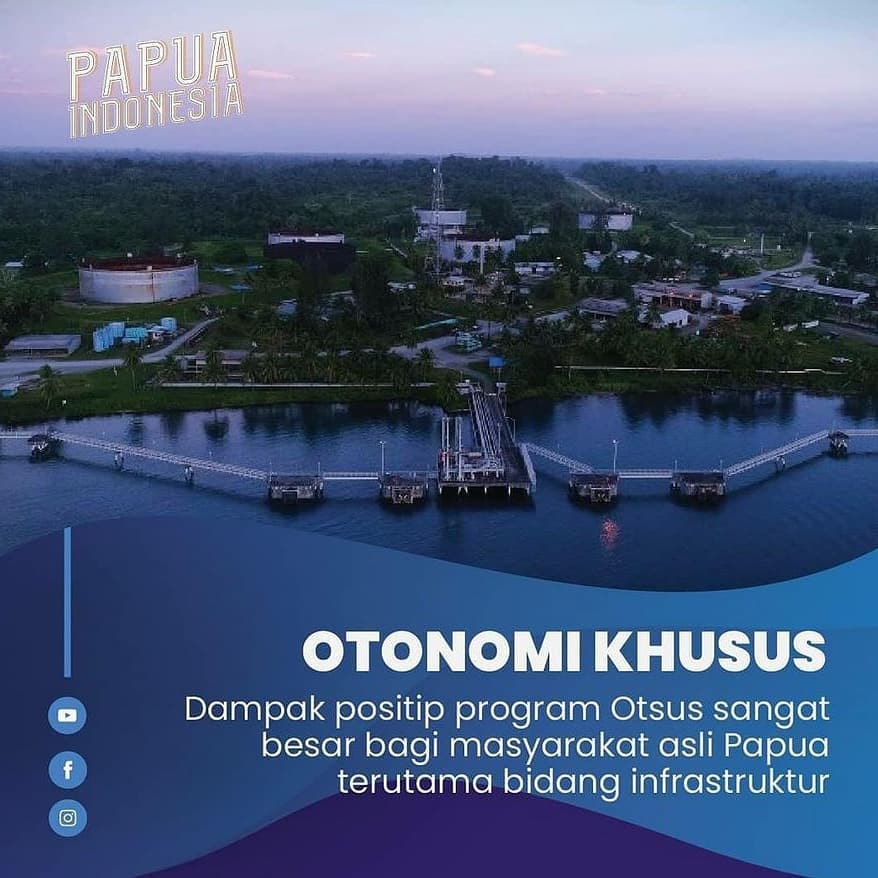 PAPUA
INDONESIA
OTONOMI KHUSUS
Dampak positip program Otsus sangat
besar bagi masyarakat asli Papua
terutama bidang infrastruktur